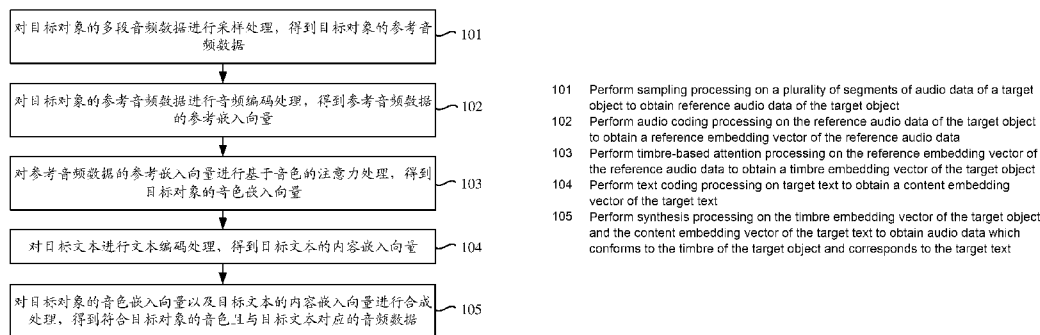 对目标对象的多段音频数据进行采样处理，得到目标对象的参考音
频数据
101
对目标对象的参考音频数据进行音频编码处理，得到参考音频数据
的参考嵌入向量
102
对参考音频数据的参考嵌入向量进行基于音色的注意力处理，得到
目标对象的音色嵌入向量
103
对目标文本进行文本编码处理，得到目标文本的内容嵌入向量
104
对目标对象的音色嵌入向量以及目标文本的内容嵌入向量进行合成
处理，得到符合目标对象的音色且与目标文本对应的音频数据
105
101 Perform sampling processing on a plurality of segments of audio data of a target
object to obtain reference audio data of the target object
102 Perform audio coding processing on the reference audio data of the target object
to obtain a reference embedding vector of the reference audio data
103 Perform timbre-based attention processing on the reference embedding vector of
the reference audio data to obtain a timbre embedding vector of the target object
104 Perform text coding processing on target text to obtain a content embedding
vector of the target text
105 Perform synthesis processing on the timbre embedding vector of the target object
and the content embedding vector of the target text to obtain audio data which
conforms to the timbre of the target object and corresponds to the target text